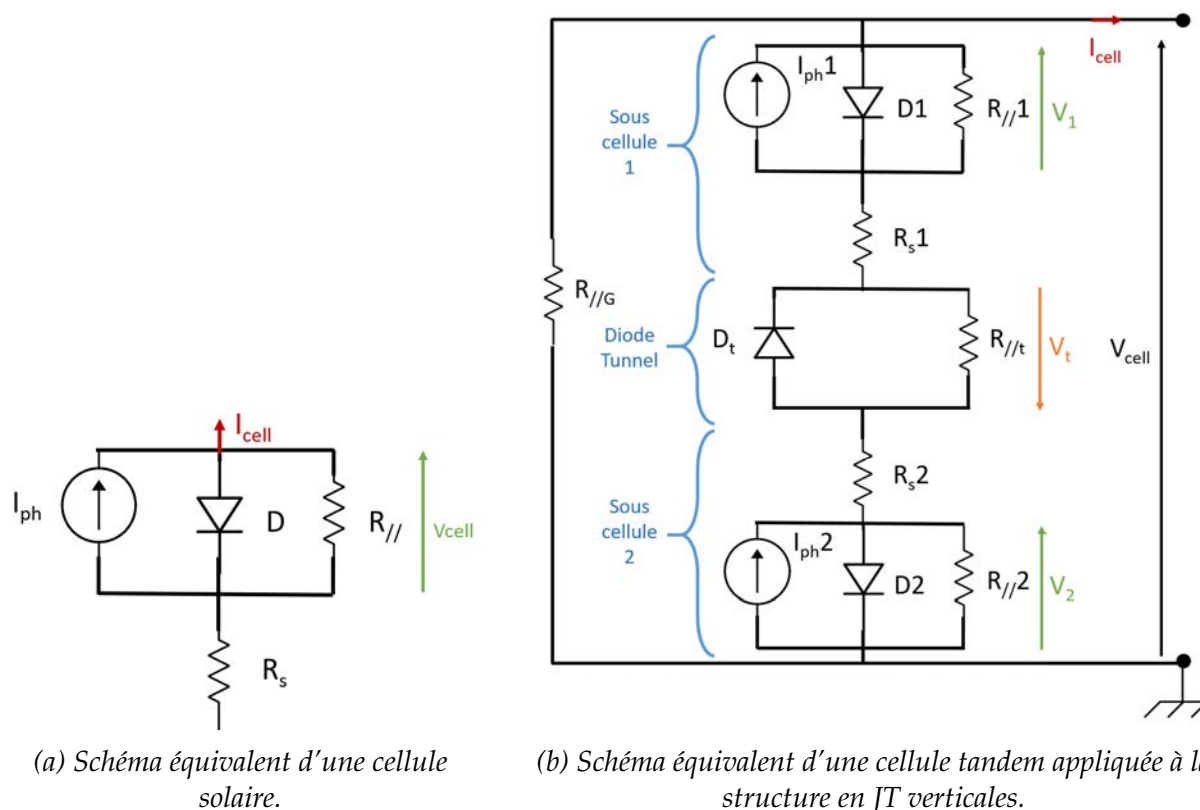 I_cell
I_ph
D
R_//
Vcell
R_s
(a) Schéma équivalent d'une cellule
solaire.
I_cell
I_ph1
D1
R_//1
V_1
Sous
cellule
1
R_s1
R_//G
Diode
Tunnel
D_t
R_//t
V_t
V_cell
R_s2
Sous
cellule
2
I_ph2
D2
R_//2
V_2
(b) Schéma équivalent d'une cellule tandem appliquée à la
structure en JT verticales.